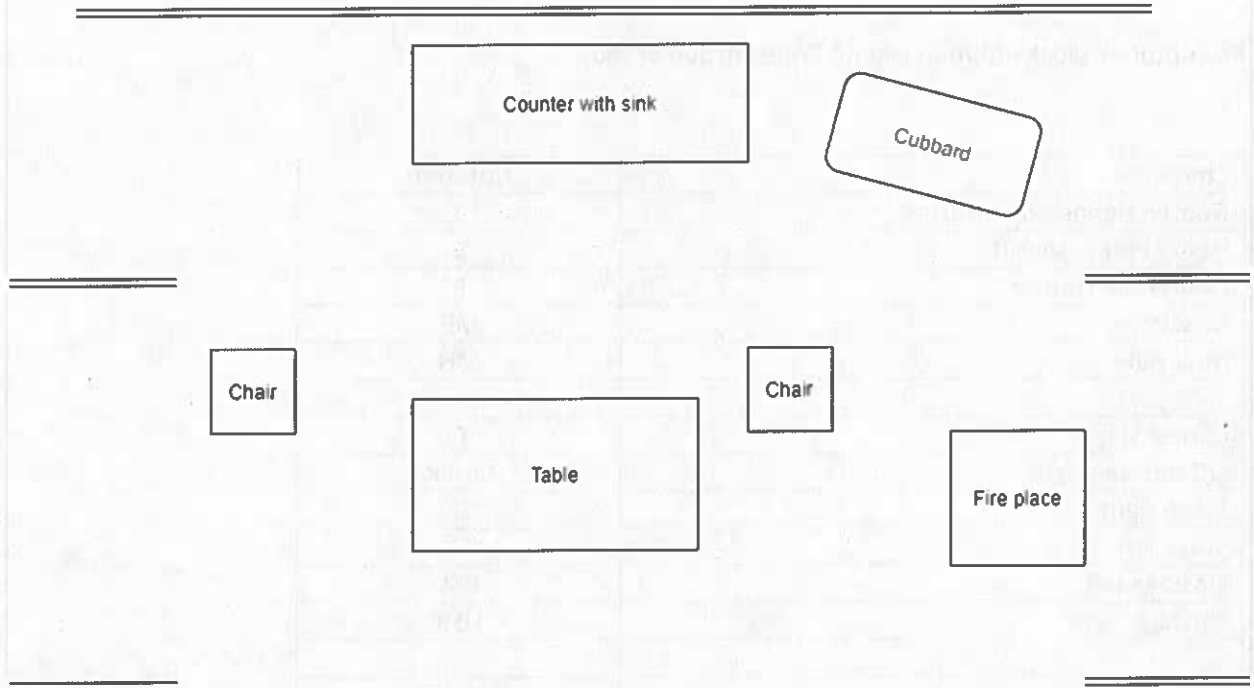 Counter with sink
Cubbard
Chair
Chair
Table
Fire place